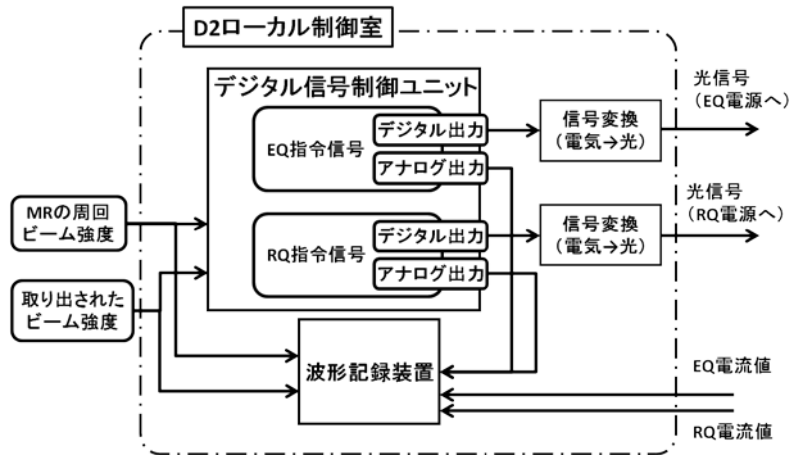 D2ローカル制御室
デジタル信号制御ユニット
EQ指令信号
デジタル出力
アナログ出力
信号変換
(電気→光)
光信号
(EQ電源へ)
MRの周回
ビーム強度
RQ指令信号
デジタル出力
アナログ出力
信号変換
(電気→光)
光信号
(RQ電源へ)
取り出された
ビーム強度
波形記録装置
EQ電流値
RQ電流値